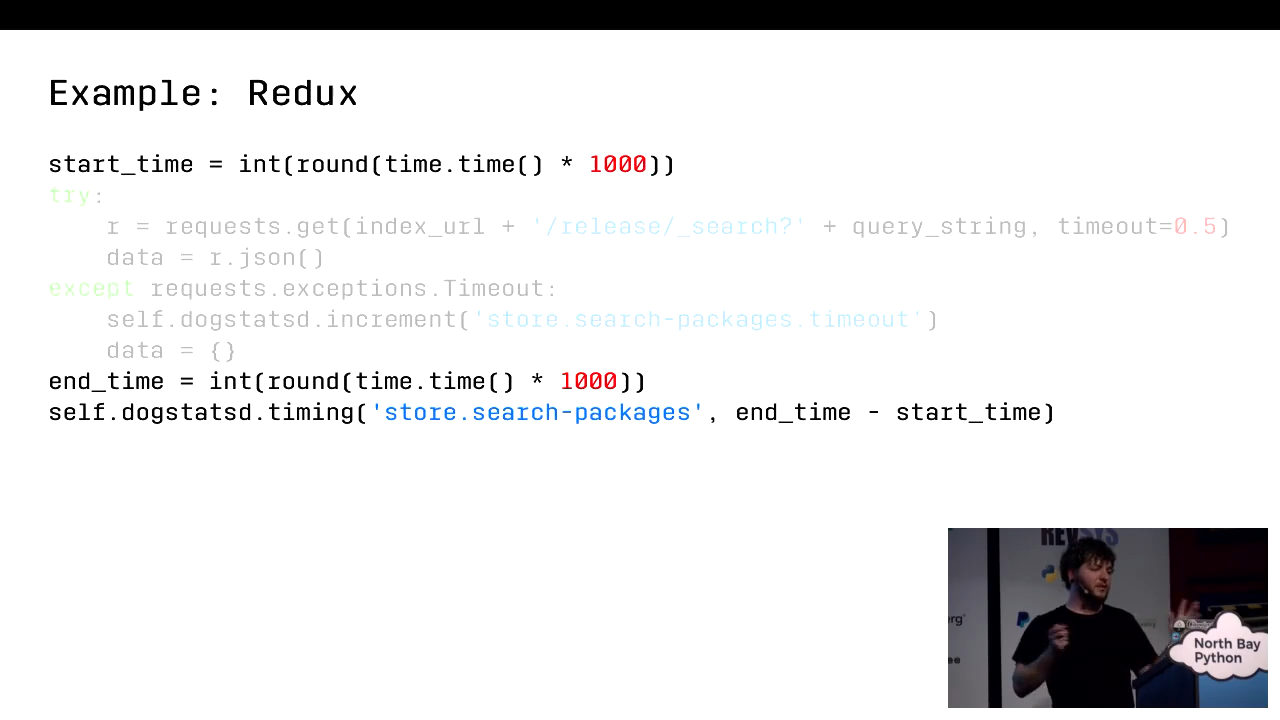 Example: Redux
start_time = int(round(time.time() * 1000))
try:
    r = requests.get(index_url + '/release/_search?' + query_string, timeout=0.5)
    data = r.json()
except requests.exceptions.Timeout:
    self.dogstatsd.increment('store.search-packages.timeout')
    data = {}
end_time = int(round(time.time() * 1000))
self.dogstatsd.timing('store.search-packages', end_time - start_time)
REVSYS
North Bay
Python